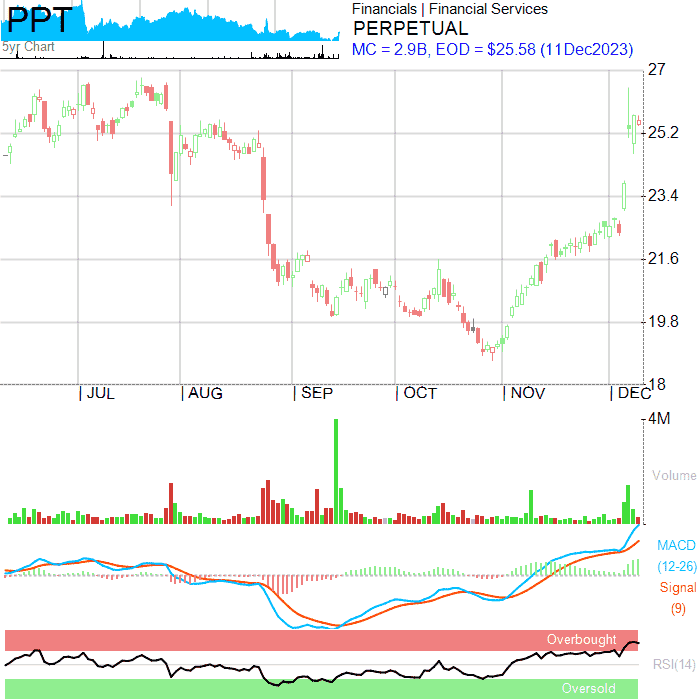 PPT
5yr Chart
Financials | Financial Services
PERPETUAL
MC = 2.9B, EOD = $25.58 (11Dec2023)
27
25.2
23.4
21.6
19.8
18
JUL AUG SEP OCT NOV DEC
4M
Volume
MACD
(12-26)
Signal
(9)
Overbought
RSI(14)
Oversold